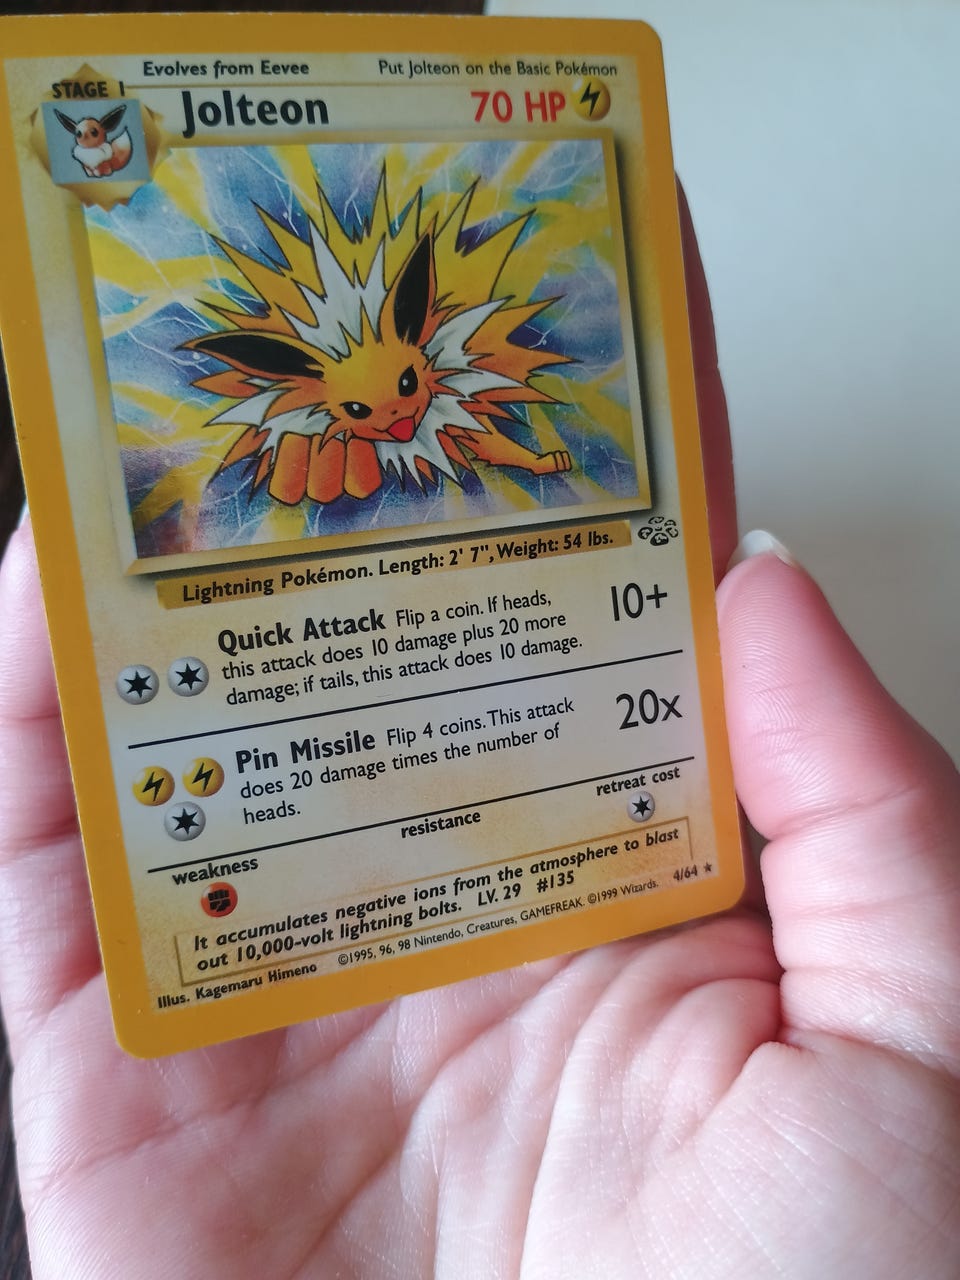 Evolves from Eevee Put Jolteon on the Basic Pokémon
STAGE 1
Jolteon 70 HP
Lightning Pokémon. Length: 2' 7", Weight: 54 lbs.
Quick Attack Flip a coin. If heads,
this attack does 10 damage plus 20 more
damage; if tails, this attack does 10 damage.
10+
Pin Missile Flip 4 coins. This attack
does 20 damage times the number of
heads.
20x
weakness resistance retreat cost
It accumulates negative ions from the atmosphere to blast
out 10,000-volt lightning bolts. LV. 29 #135
Illus. Kagemaru Himeno ©1995, 96, 98 Nintendo, Creatures, GAMEFREAK. ©1999 Wizards. 4/64 ★